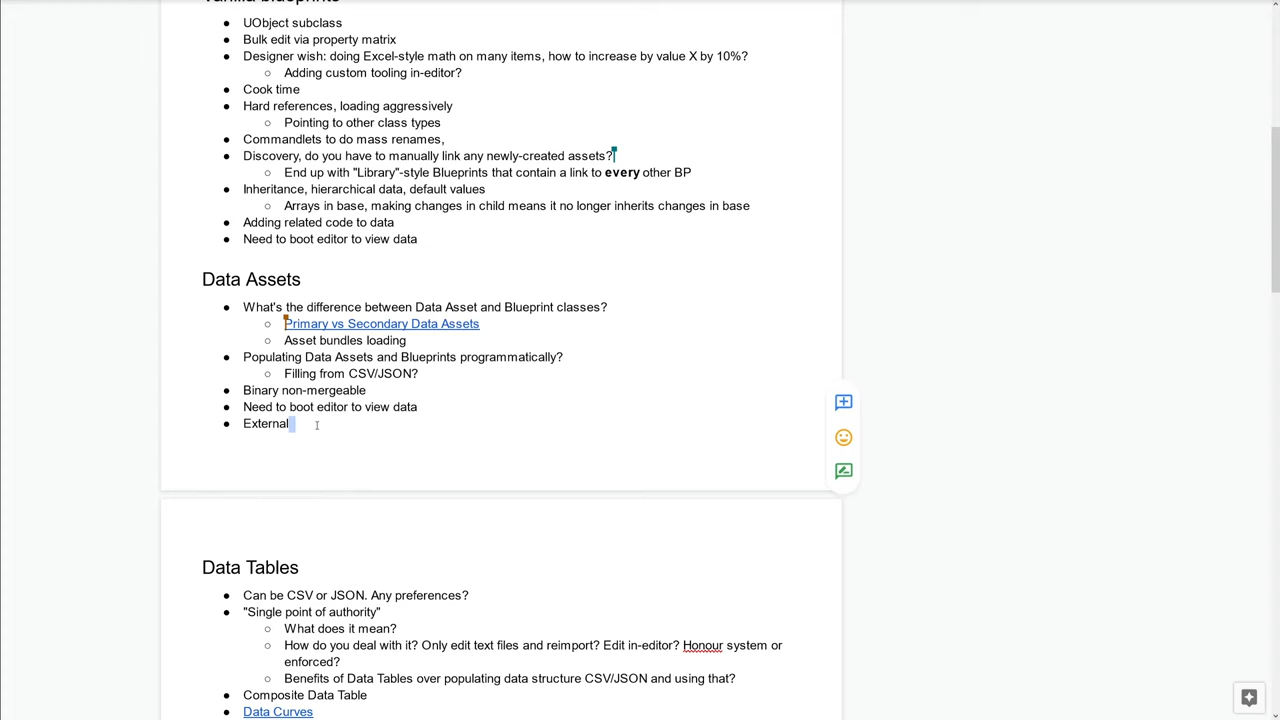 Vanilla blueprints
● UObject subclass
● Bulk edit via property matrix
● Designer wish: doing Excel-style math on many items, how to increase by value X by 10%?
○ Adding custom tooling in-editor?
● Cook time
● Hard references, loading aggressively
○ Pointing to other class types
● Commandlets to do mass renames,
● Discovery, do you have to manually link any newly-created assets?
○ End up with "Library"-style Blueprints that contain a link to every other BP
● Inheritance, hierarchical data, default values
○ Arrays in base, making changes in child means it no longer inherits changes in base
● Adding related code to data
● Need to boot editor to view data
Data Assets
● What's the difference between Data Asset and Blueprint classes?
○ Primary vs Secondary Data Assets
○ Asset bundles loading
● Populating Data Assets and Blueprints programmatically?
○ Filling from CSV/JSON?
● Binary non-mergeable
● Need to boot editor to view data
● External
Data Tables
● Can be CSV or JSON. Any preferences?
● "Single point of authority"
○ What does it mean?
○ How do you deal with it? Only edit text files and reimport? Edit in-editor? Honour system or
enforced?
○ Benefits of Data Tables over populating data structure CSV/JSON and using that?
● Composite Data Table
● Data Curves